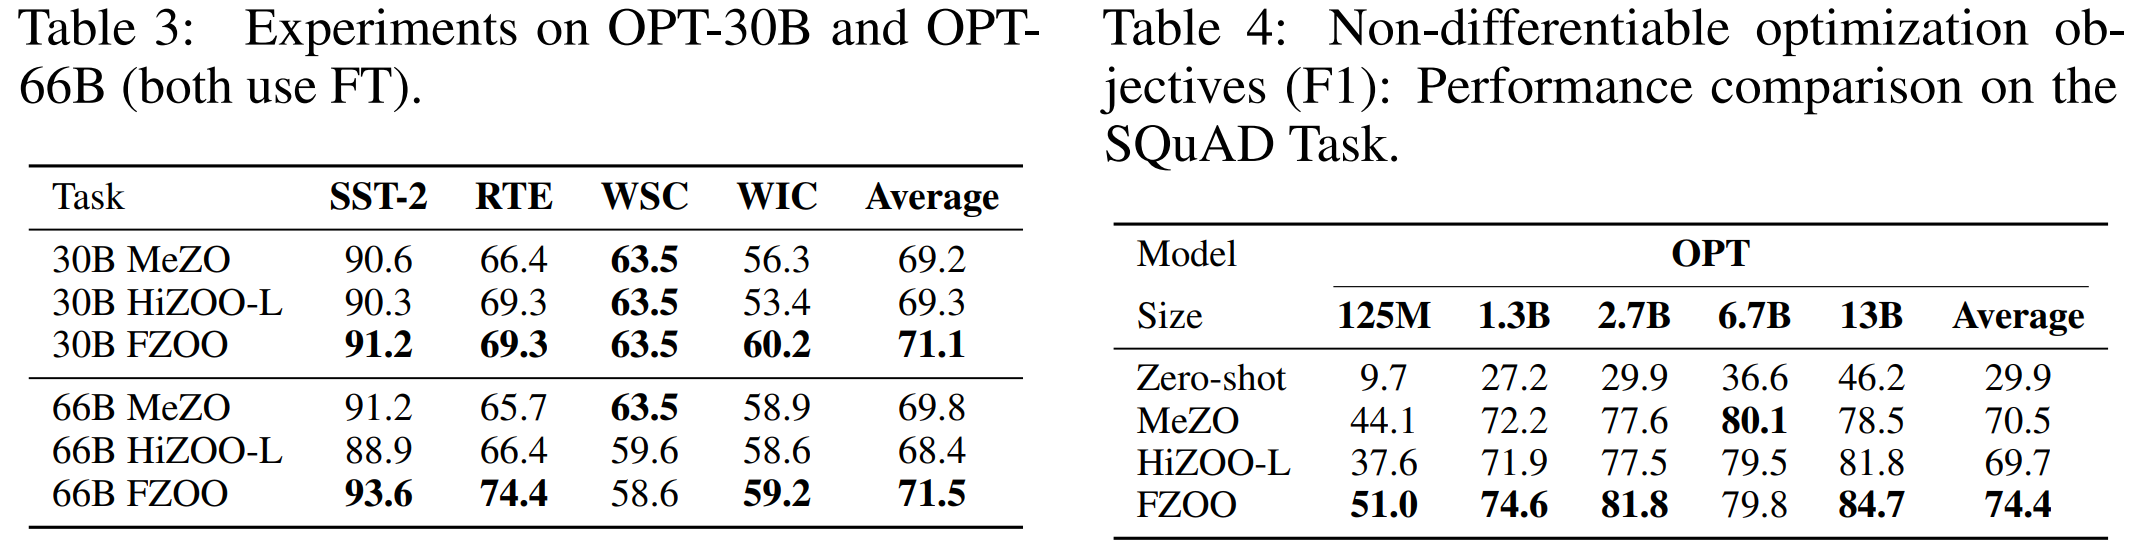 Table 3: Experiments on OPT-30B and OPT-
66B (both use FT).
Task SST-2 RTE WSC WIC Average
30B MeZO 90.6 66.4 63.5 56.3 69.2
30B HiZOO-L 90.3 69.3 63.5 53.4 69.3
30B FZOO 91.2 69.3 63.5 60.2 71.1
66B MeZO 91.2 65.7 63.5 58.9 69.8
66B HiZOO-L 88.9 66.4 59.6 58.6 68.4
66B FZOO 93.6 74.4 58.6 59.2 71.5
Table 4: Non-differentiable optimization ob-
jectives (F1): Performance comparison on the
SQuAD Task.
Model OPT
Size 125M 1.3B 2.7B 6.7B 13B Average
Zero-shot 9.7 27.2 29.9 36.6 46.2 29.9
MeZO 44.1 72.2 77.6 80.1 78.5 70.5
HiZOO-L 37.6 71.9 77.5 79.5 81.8 69.7
FZOO 51.0 74.6 81.8 79.8 84.7 74.4